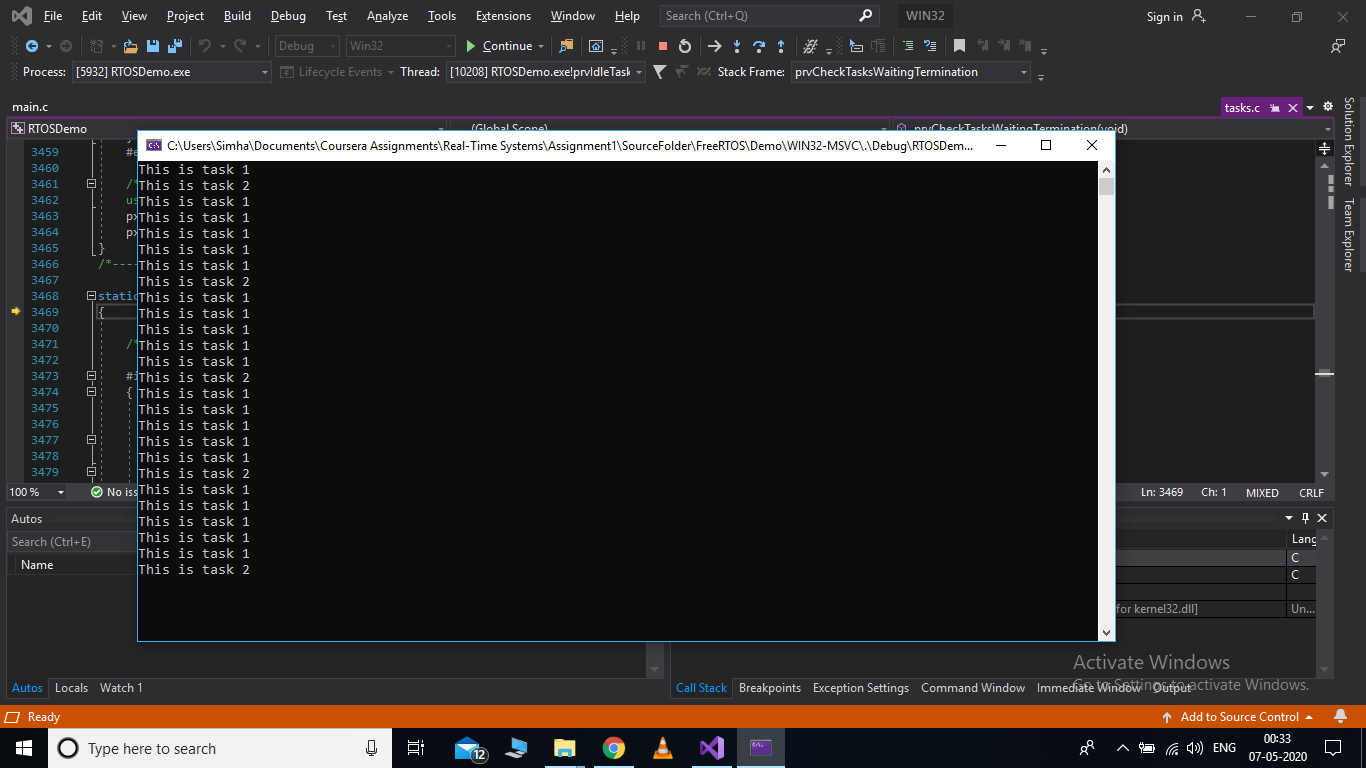 File Edit View Project Build Debug Test Analyze Tools Extensions Window Help Search (Ctrl+Q) WIN32 Sign in
Debug Win32 Continue
Process: [5932] RTOSDemo.exe Lifecycle Events Thread: [10208] RTOSDemo.exe!prvIdleTask Stack Frame: prvCheckTasksWaitingTermination
main.c tasks.c
RTOSDemo (Global Scope) prvCheckTasksWaitingTermination(void)
C:\Users\Simha\Documents\Coursera Assignments\Real-Time Systems\Assignment1\SourceFolder\FreeRTOS\Demo\WIN32-MSVC\.\Debug\RTOSDem...
This is task 1
This is task 2
This is task 1
This is task 1
This is task 1
This is task 1
This is task 1
This is task 2
This is task 1
This is task 1
This is task 1
This is task 1
This is task 1
This is task 2
This is task 1
This is task 1
This is task 1
This is task 1
This is task 1
This is task 2
This is task 1
This is task 1
This is task 1
This is task 1
This is task 1
This is task 2
3459 #e
3460
3461 /*
3462 us
3463 px
3464 px
3465 }
3466 /*----
3467
3468 static
3469 {
3470
3471 /*
3472
3473 #i
3474 {
3475
3476
3477
3478
3479
100 % No iss
Ln: 3469 Ch: 1 MIXED CRLF
Solution Explorer
Team Explorer
Autos
Search (Ctrl+E)
Name
Lang
C
C
for kernel32.dll] Un...
Autos Locals Watch 1
Call Stack Breakpoints Exception Settings Command Window Immediate Window Output
Activate Windows
Go to Settings to activate Windows.
Ready Add to Source Control
Type here to search 12 ENG 00:33
07-05-2020